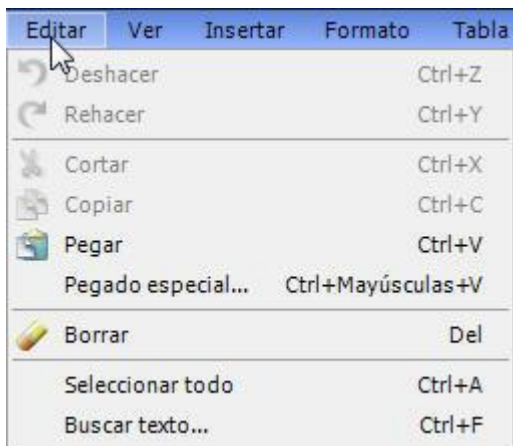 Editar Ver Insertar Formato Tabla
Deshacer Ctrl+Z
Rehacer Ctrl+Y
Cortar Ctrl+X
Copiar Ctrl+C
Pegar Ctrl+V
Pegado especial... Ctrl+Mayúsculas+V
Borrar Del
Seleccionar todo Ctrl+A
Buscar texto... Ctrl+F